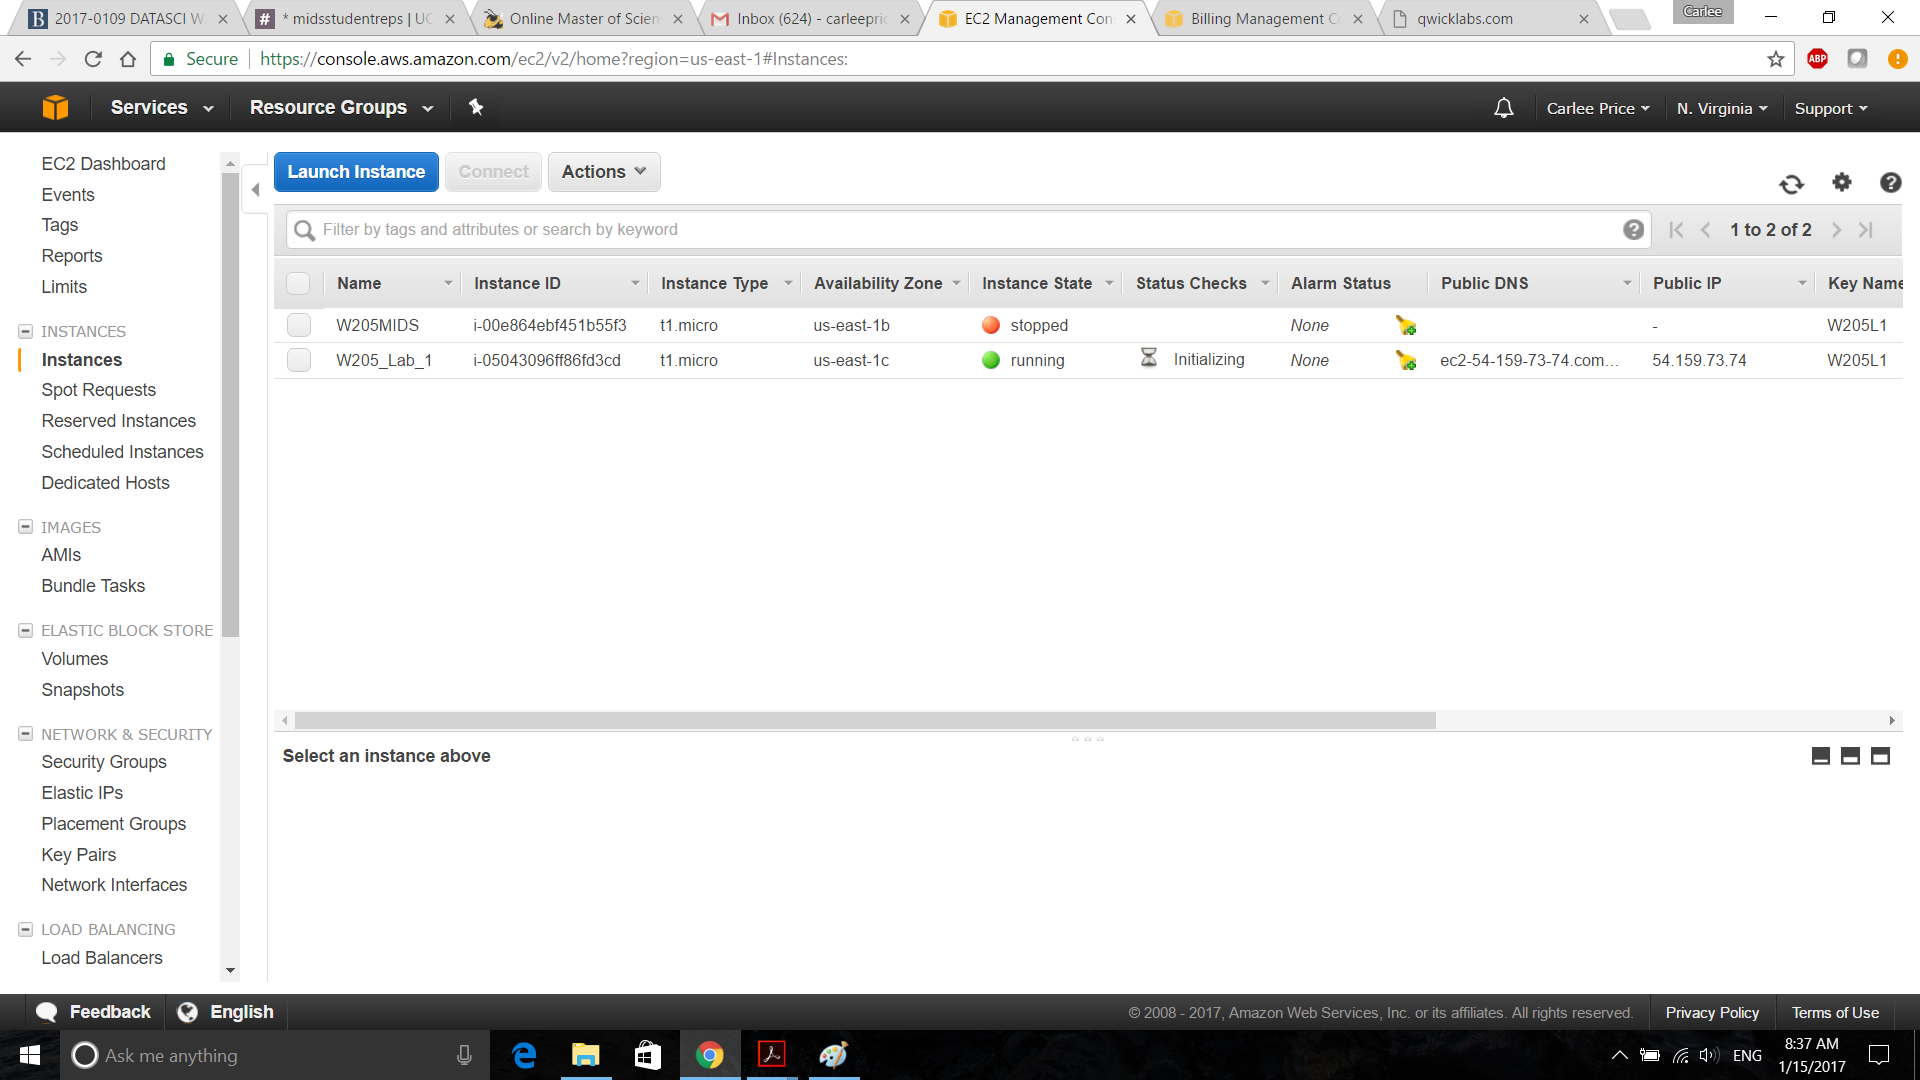 2017-0109 DATASCI W
* midsstudentreps | UC
Online Master of Scien
Inbox (624) - carleepric
EC2 Management Con
Billing Management Co
qwicklabs.com
Carlee
Secure
https://console.aws.amazon.com/ec2/v2/home?region=us-east-1#Instances:
ABP
Services
Resource Groups
Carlee Price
N. Virginia
Support
EC2 Dashboard
Events
Tags
Reports
Limits
INSTANCES
Instances
Spot Requests
Reserved Instances
Scheduled Instances
Dedicated Hosts
IMAGES
AMIs
Bundle Tasks
ELASTIC BLOCK STORE
Volumes
Snapshots
NETWORK & SECURITY
Security Groups
Elastic IPs
Placement Groups
Key Pairs
Network Interfaces
LOAD BALANCING
Load Balancers
Launch Instance Connect Actions
Filter by tags and attributes or search by keyword
1 to 2 of 2
Name Instance ID Instance Type Availability Zone Instance State Status Checks Alarm Status Public DNS Public IP Key Name
W205MIDS i-00e864ebf451b55f3 t1.micro us-east-1b stopped None - W205L1
W205_Lab_1 i-05043096ff86fd3cd t1.micro us-east-1c running Initializing None ec2-54-159-73-74.com... 54.159.73.74 W205L1
Select an instance above
Feedback English
© 2008 - 2017, Amazon Web Services, Inc. or its affiliates. All rights reserved. Privacy Policy Terms of Use
Ask me anything
ENG
8:37 AM
1/15/2017